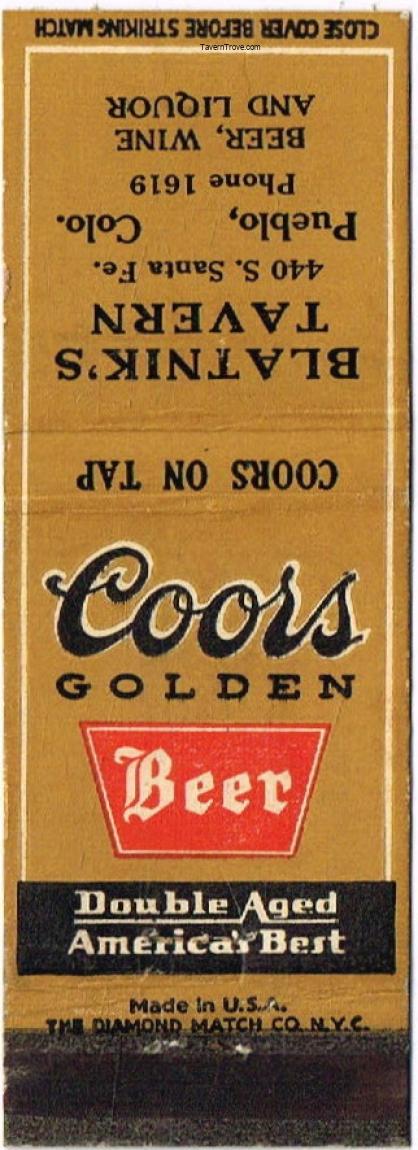 CLOSE COVER BEFORE STRIKING MATCH
TavernTrove.com
COORS ON TAP
BLATNIK'S
TAVERN
440 S. Santa Fe.
Pueblo, Colo.
Phone 1619
BEER, WINE
AND LIQUOR
Coors
GOLDEN
Beer
Double Aged
America's Best
Made in U.S.A.
THE DIAMOND MATCH CO. N.Y.C.